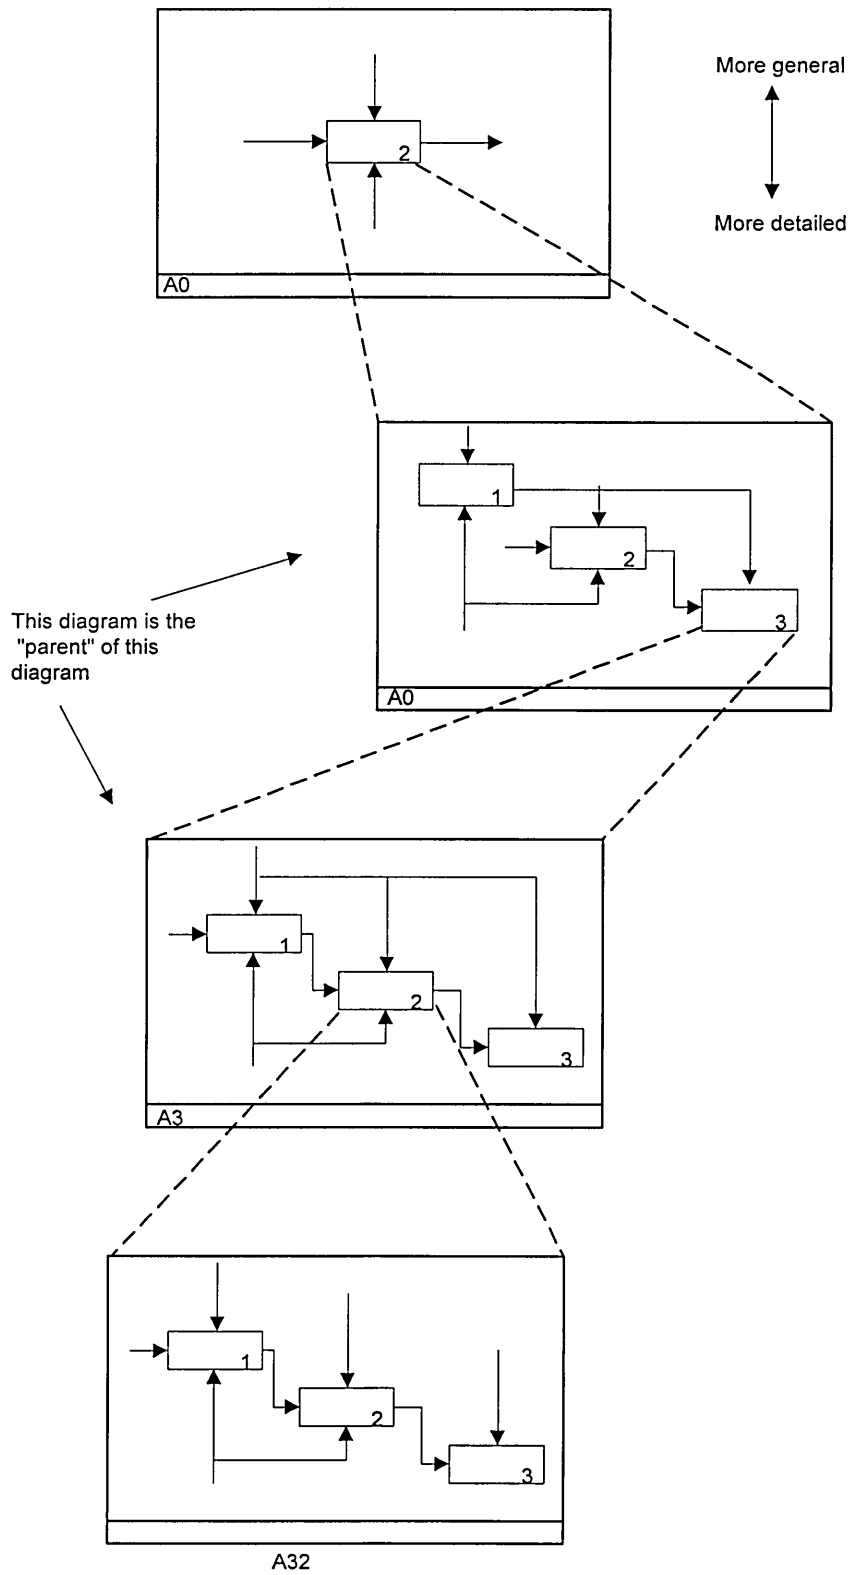 More general
2
More detailed
A0
1
2
3
This diagram is the
"parent" of this
diagram
A0
1
2
3
A3
1
2
3
A32